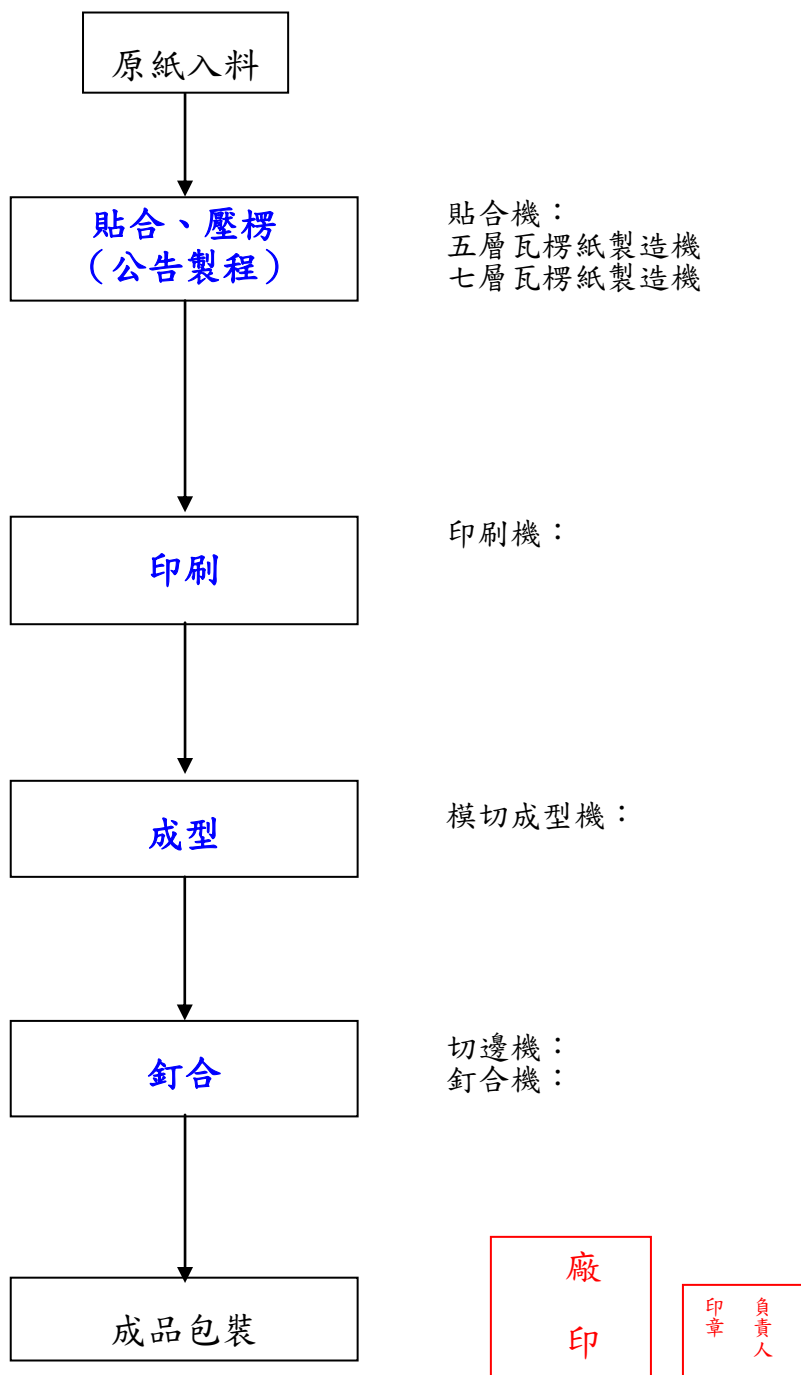 原紙入料
貼合、壓楞
（公告製程）
貼合機：
五層瓦楞紙製造機
七層瓦楞紙製造機
印刷
印刷機：
成型
模切成型機：
釘合
切邊機：
釘合機：
成品包裝
廠印
負責人
印章